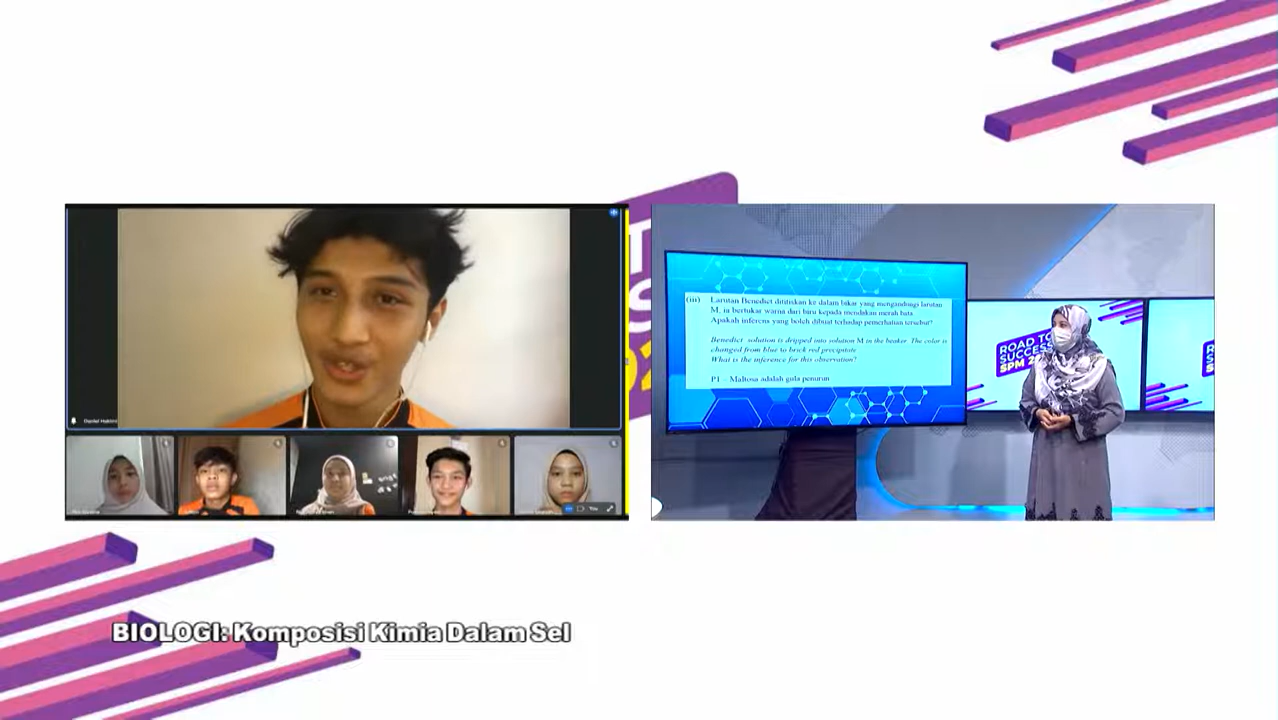 (iii) Larutan Benedict dititiskan ke dalam bikar yang mengandungi larutan
M, ia bertukar warna dari biru kepada mendakan merah bata.
Apakah inferens yang boleh dibuat terhadap pemerhatian tersebut?
Benedict solution is dripped into solution M in the beaker. The color is
changed from blue to brick red precipitate
What is the inference for this observation?
P1 – Maltosa adalah gula penurun
ROAD TO
SUCCESS
SPM
Daniel Hakim
You
BIOLOGI: Komposisi Kimia Dalam Sel